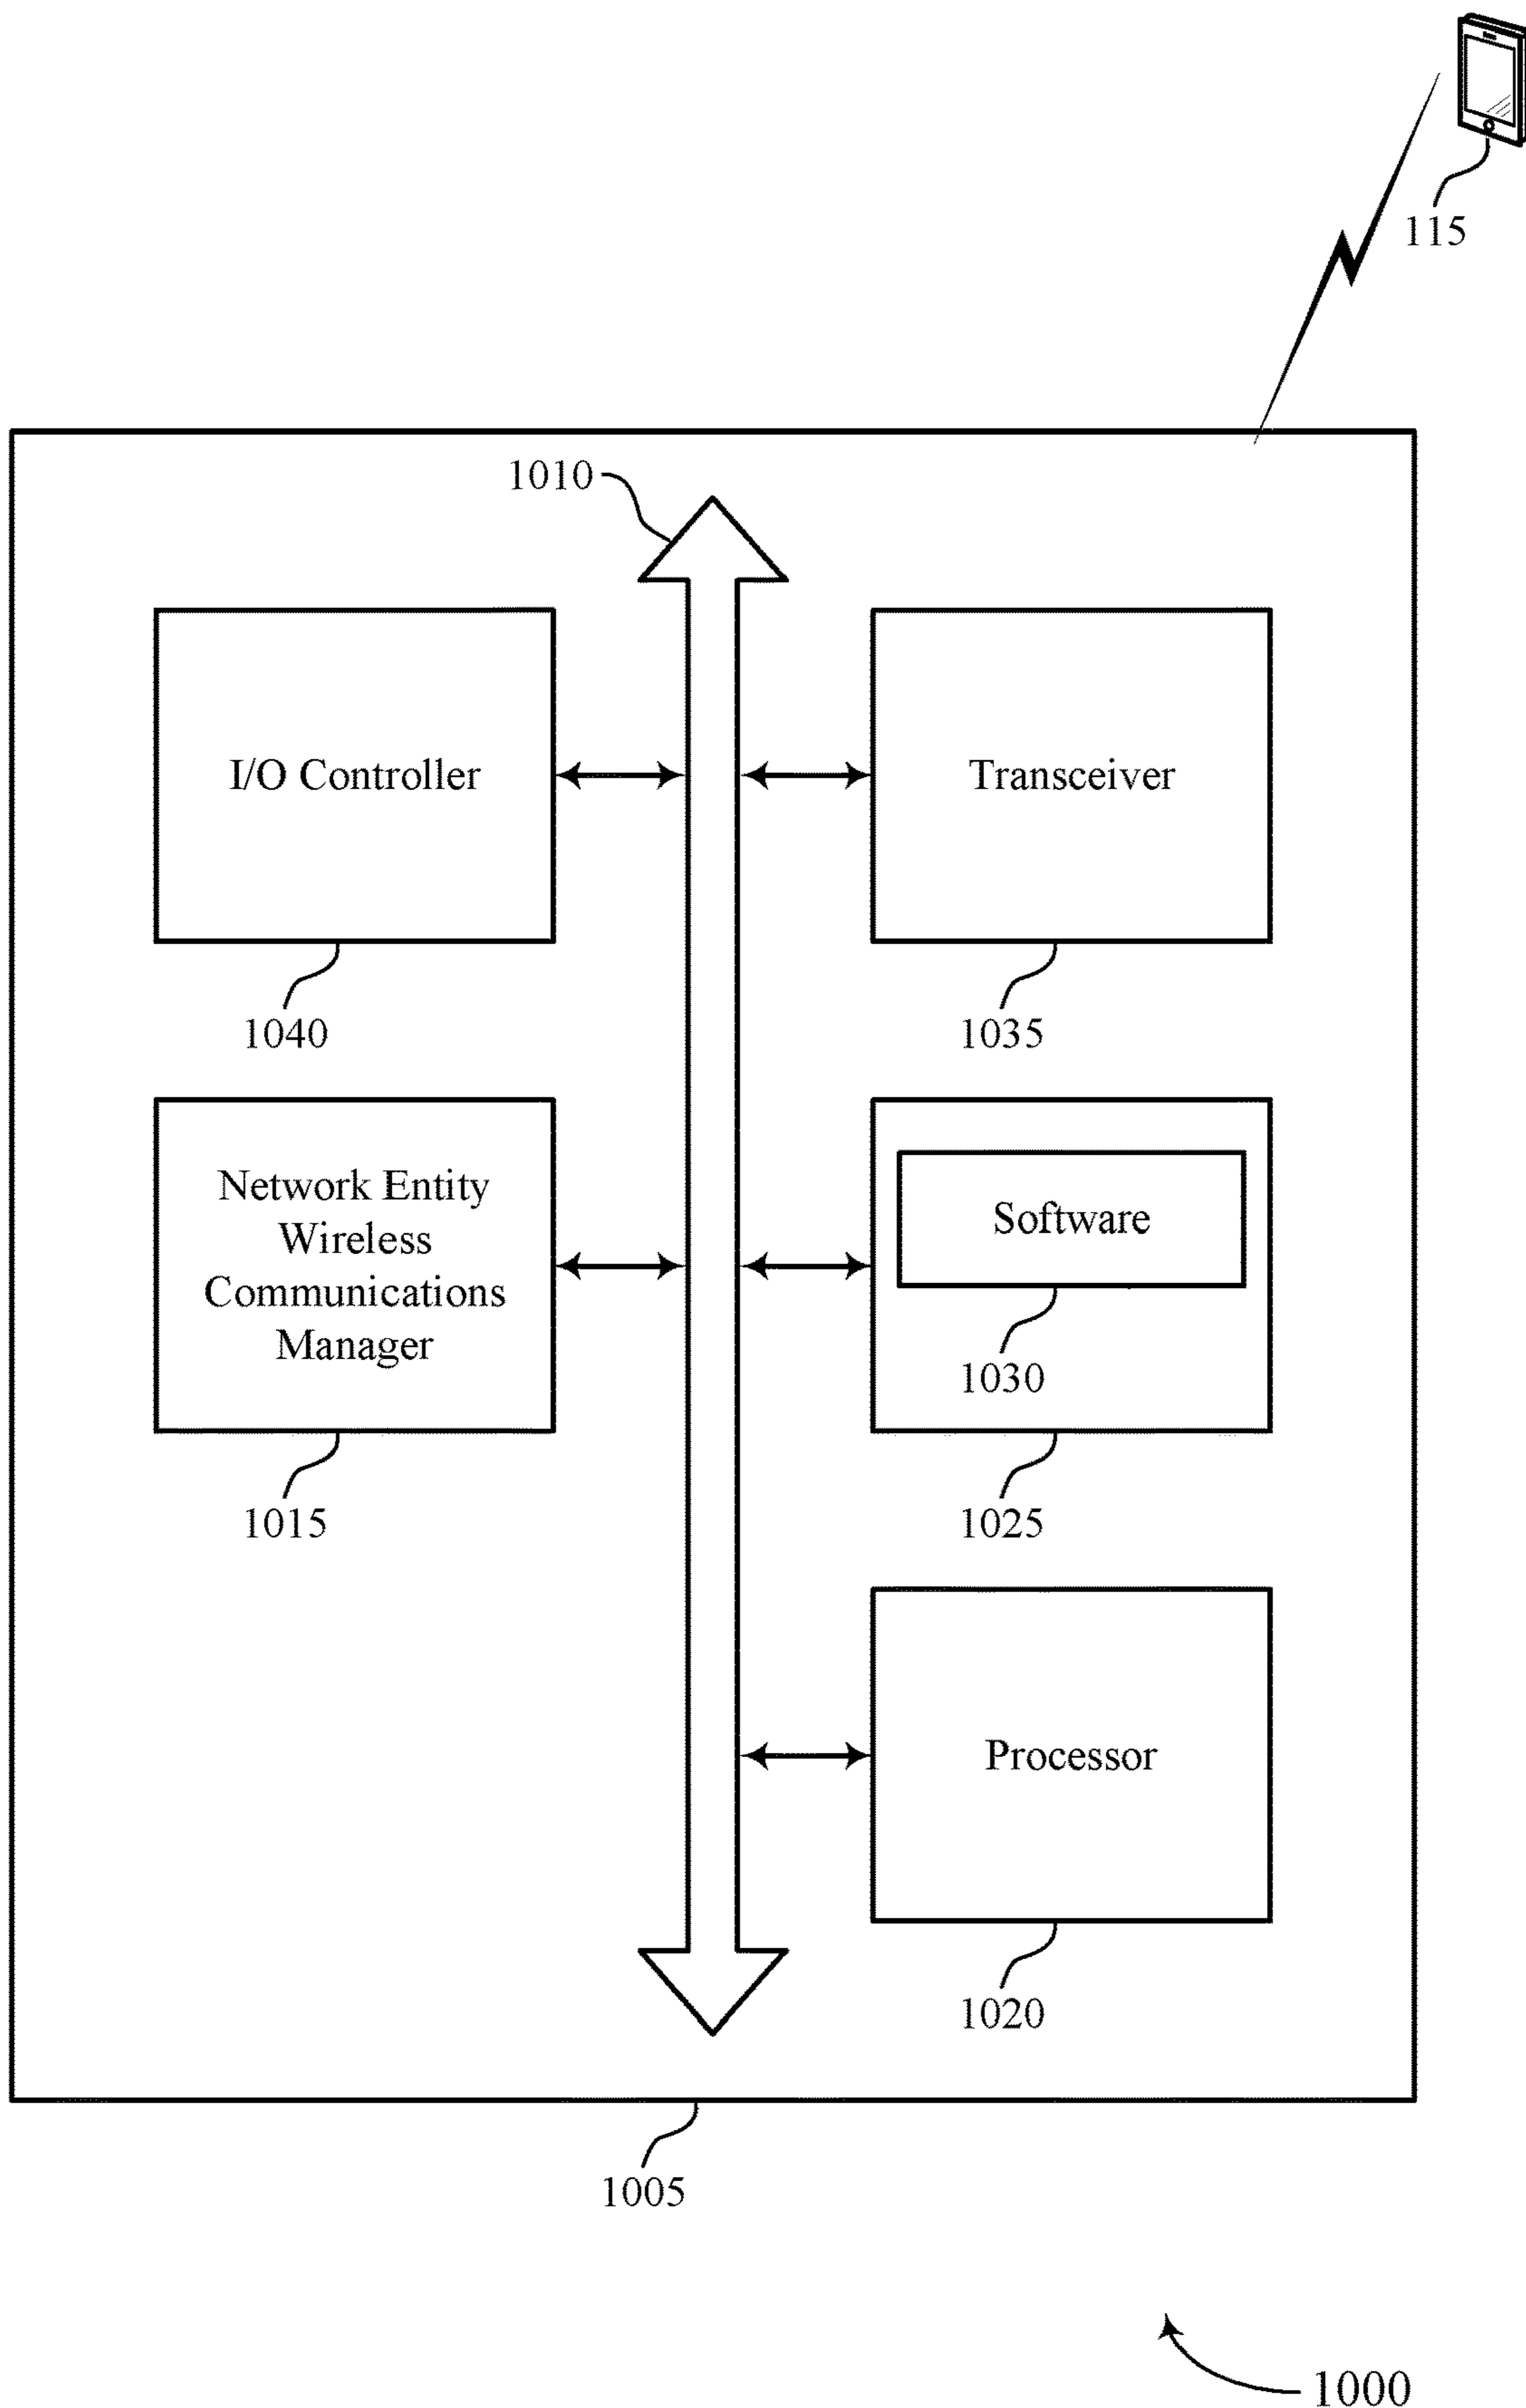 115
1010
I/O Controller
Transceiver
1040
1035
Network Entity
Wireless
Communications
Manager
Software
1030
1015
1025
Processor
1020
1005
1000